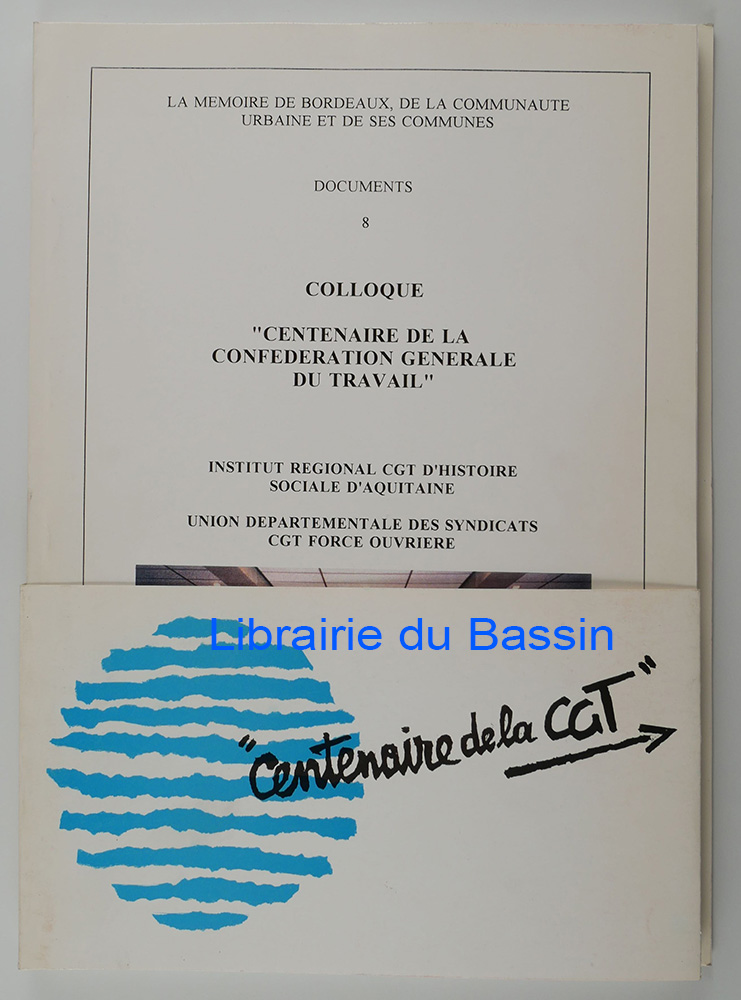 LA MEMOIRE DE BORDEAUX, DE LA COMMUNAUTE
URBAINE ET DE SES COMMUNES
DOCUMENTS
8
COLLOQUE
"CENTENAIRE DE LA
CONFEDERATION GENERALE
DU TRAVAIL"
INSTITUT REGIONAL CGT D'HISTOIRE
SOCIALE D'AQUITAINE
UNION DEPARTEMENTALE DES SYNDICATS
CGT FORCE OUVRIERE
Librairie du Bassin
"Centenaire de la CGT"